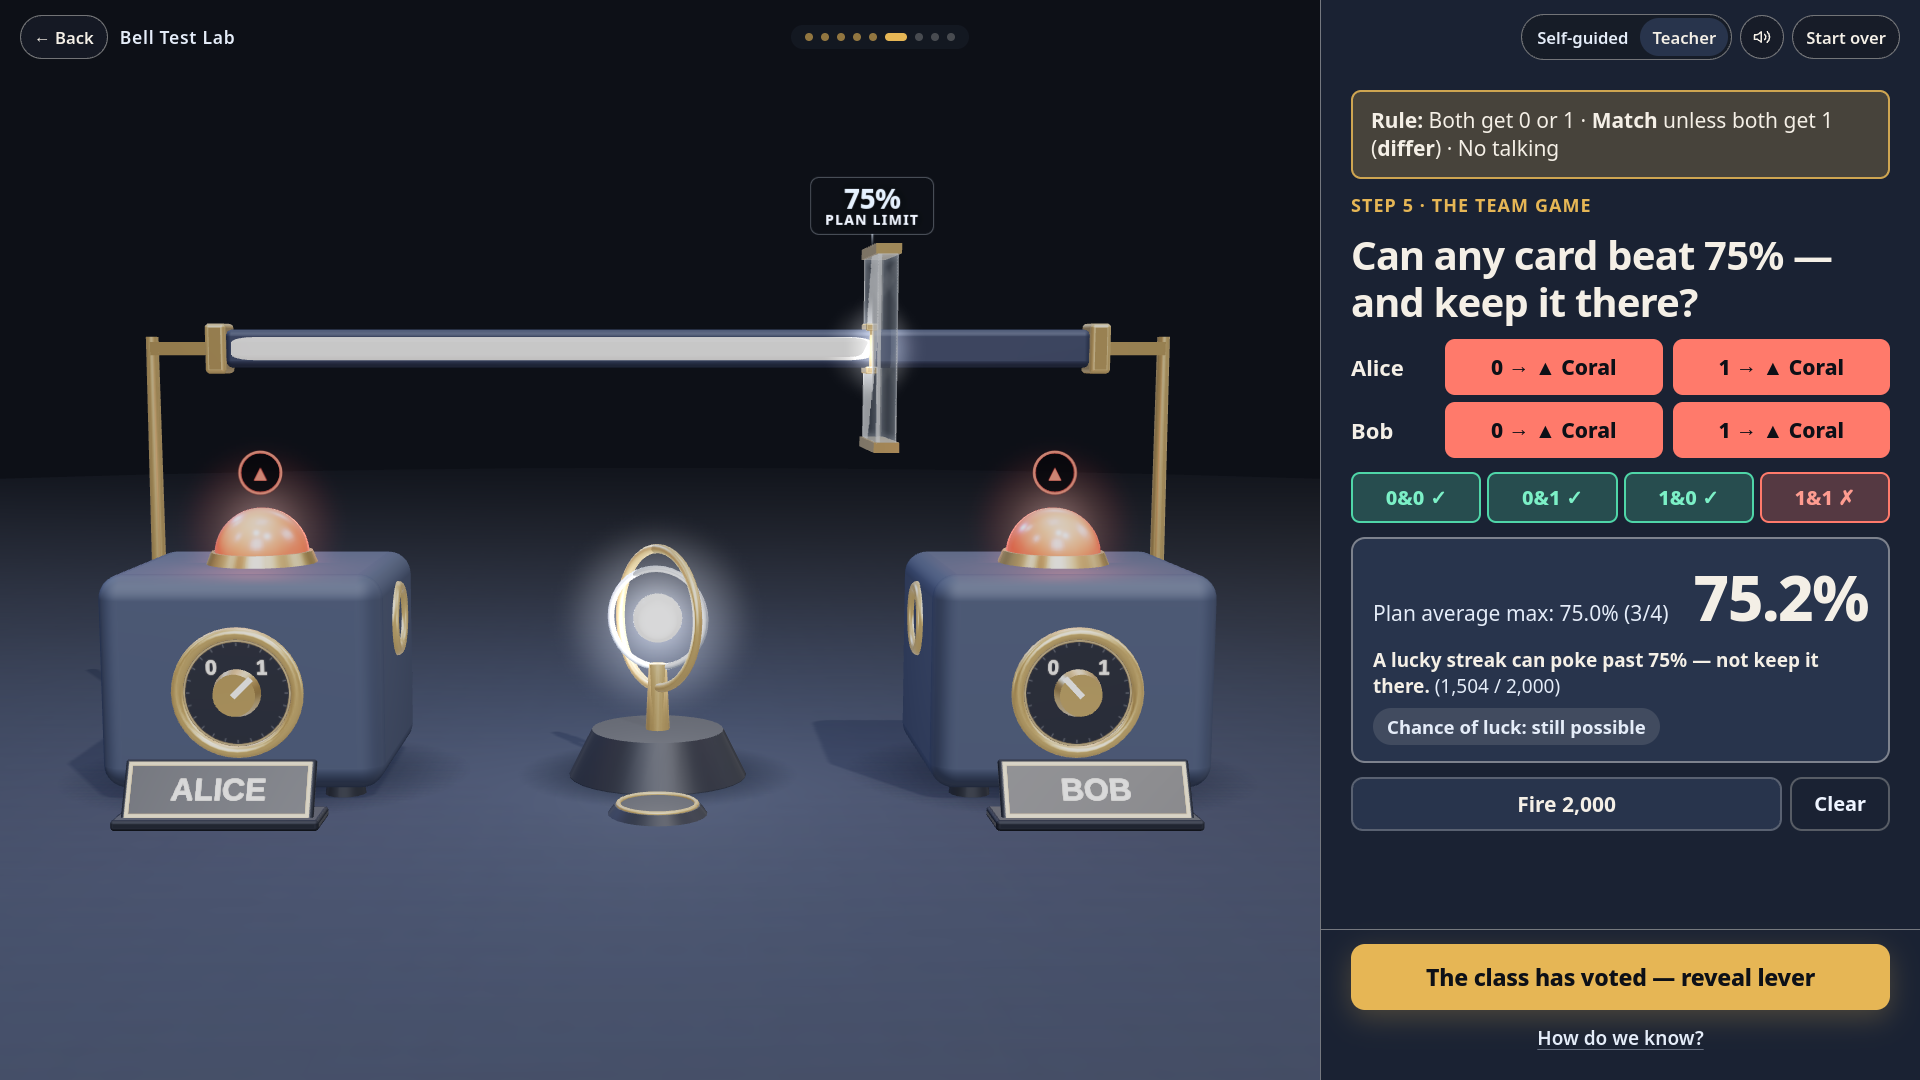 ← Back
Bell Test Lab
Self-guided
Teacher
Start over
75%
PLAN LIMIT
0 1
ALICE
0 1
BOB
Rule: Both get 0 or 1 · Match unless both get 1
(differ) · No talking
STEP 5 · THE TEAM GAME
Can any card beat 75% —
and keep it there?
Alice
0 → ▲ Coral
1 → ▲ Coral
Bob
0 → ▲ Coral
1 → ▲ Coral
0&0 ✓
0&1 ✓
1&0 ✓
1&1 ✗
Plan average max: 75.0% (3/4)
75.2%
A lucky streak can poke past 75% — not keep it
there. (1,504 / 2,000)
Chance of luck: still possible
Fire 2,000
Clear
The class has voted — reveal lever
How do we know?